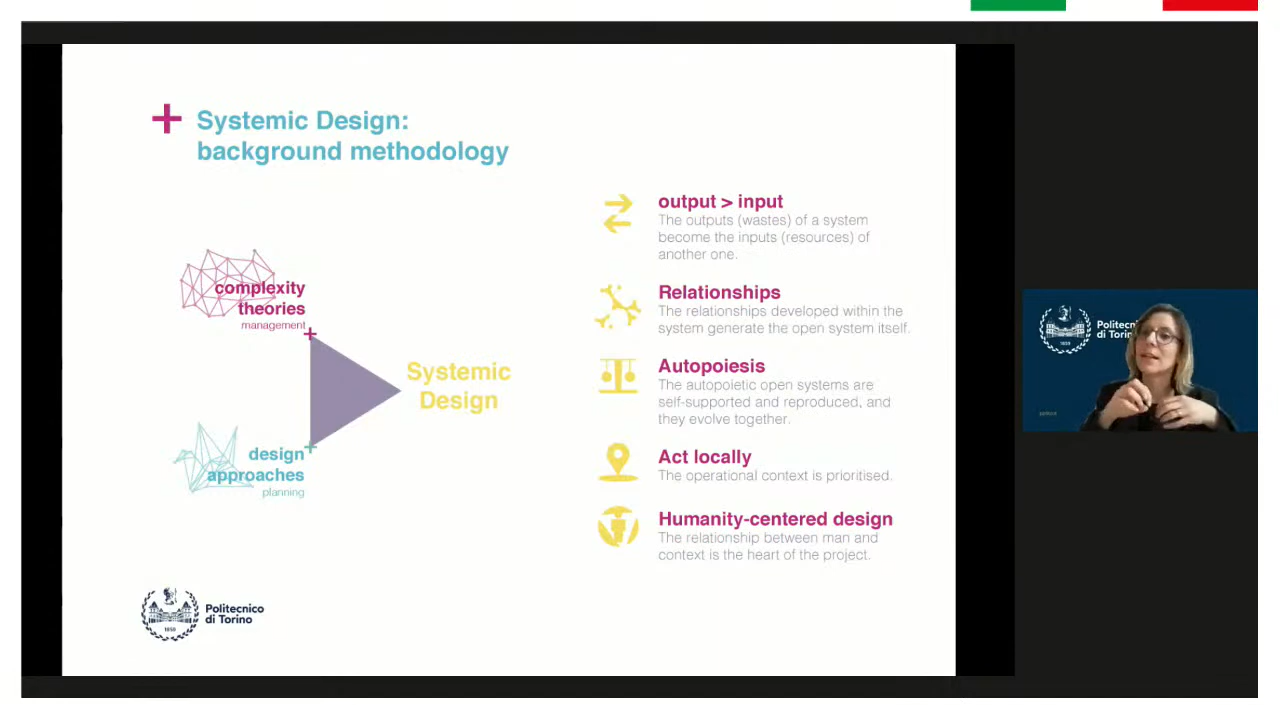 Systemic Design:
background methodology
complexity
theories
management
Systemic
Design
design
approaches
planning
output > input
The outputs (wastes) of a system
become the inputs (resources) of
another one.
Relationships
The relationships developed within the
system generate the open system itself.
Autopoiesis
The autopoietic open systems are
self-supported and reproduced, and
they evolve together.
Act locally
The operational context is prioritised.
Humanity-centered design
The relationship between man and
context is the heart of the project.
1859
Politecnico
di Torino
1859
Politecni
di Torin